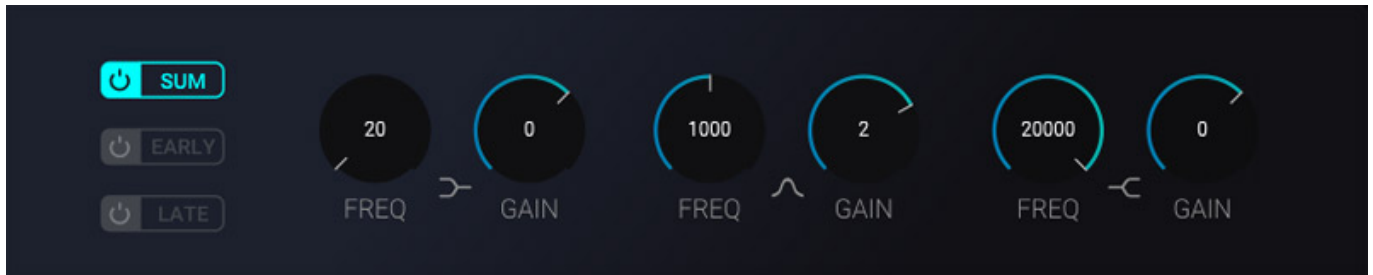 SUM
EARLY
LATE
20
FREQ
0
GAIN
1000
FREQ
2
GAIN
20000
FREQ
0
GAIN